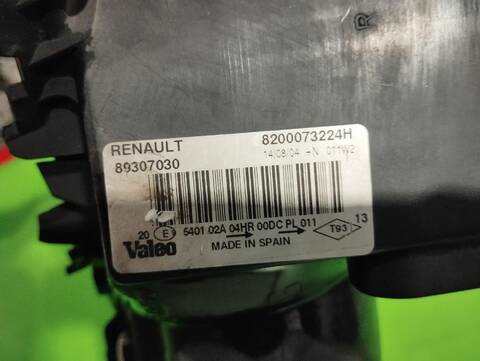 RENAULT 8200073224H
89307030 14/08/04 -N 011W2
20 E 5401 02A 04HR 00DC PL 011 T93 13
Valeo MADE IN SPAIN